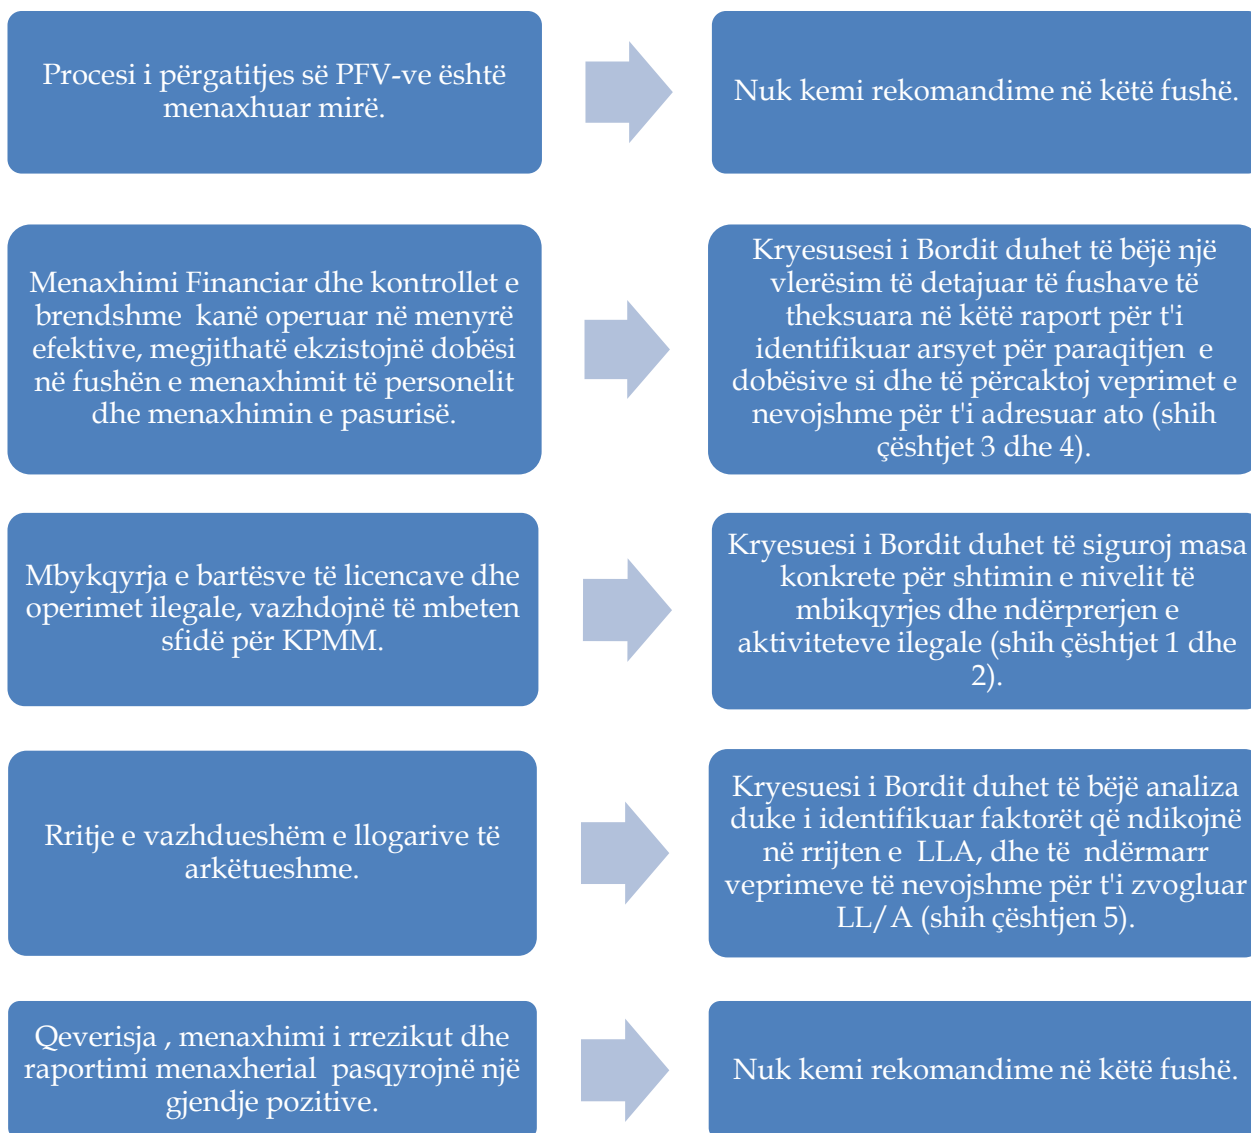 Procesi i përgatitjes së PFV-ve është
menaxhuar mirë.
Nuk kemi rekomandime në këtë fushë.
Menaxhimi Financiar dhe kontrollet e
brendshme kanë operuar në menyrë
efektive, megjithatë ekzistojnë dobësi
në fushën e menaxhimit të personelit
dhe menaxhimin e pasurisë.
Kryesusesi i Bordit duhet të bëjë një
vlerësim të detajuar të fushave të
theksuara në këtë raport për t'i
identifikuar arsyet për paraqitjen e
dobësive si dhe të përcaktoj veprimet e
nevojshme për t'i adresuar ato (shih
çështjet 3 dhe 4).
Mbykqyrja e bartësve të licencave dhe
operimet ilegale, vazhdojnë të mbeten
sfidë për KPMM.
Kryesuesi i Bordit duhet të siguroj masa
konkrete për shtimin e nivelit të
mbikqyrjes dhe ndërprerjen e
aktiviteteve ilegale (shih çështjet 1 dhe
2).
Rritje e vazhdueshëm e llogarive të
arkëtueshme.
Kryesuesi i Bordit duhet të bëjë analiza
duke i identifikuar faktorët që ndikojnë
në rrijten e LLA, dhe të ndërmarr
veprimeve të nevojshme për t'i zvogluar
LL/A (shih çështjen 5).
Qeverisja , menaxhimi i rrezikut dhe
raportimi menaxherial pasqyrojnë një
gjendje pozitive.
Nuk kemi rekomandime në këtë fushë.